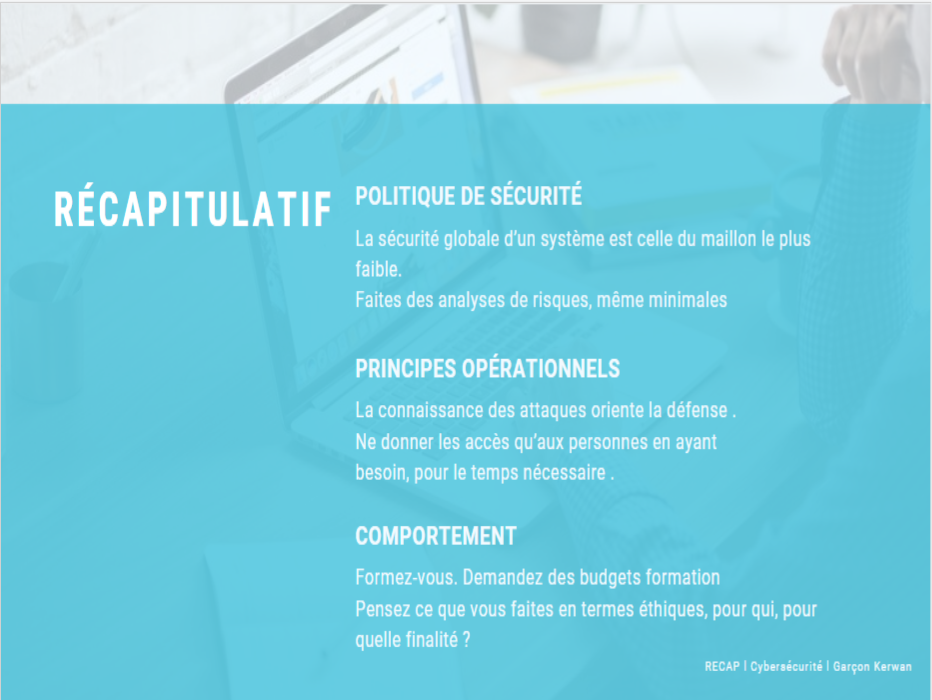 RÉCAPITULATIF
POLITIQUE DE SÉCURITÉ
La sécurité globale d'un système est celle du maillon le plus
faible.
Faites des analyses de risques, même minimales
PRINCIPES OPÉRATIONNELS
La connaissance des attaques oriente la défense .
Ne donner les accès qu'aux personnes en ayant
besoin, pour le temps nécessaire .
COMPORTEMENT
Formez-vous. Demandez des budgets formation
Pensez ce que vous faites en termes éthiques, pour qui, pour
quelle finalité ?
RECAP | Cybersécurité | Garçon Kerwan